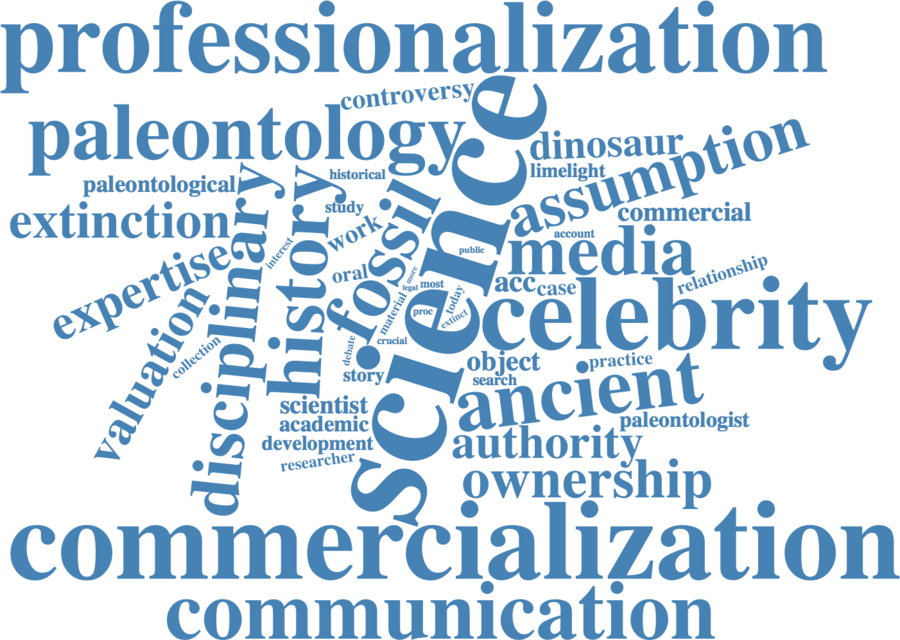 professionalization
controversy
paleontology
science
dinosaur
limelight
assumption
historical
paleontological
extinction
disciplinary
history
study
work
fossil
commercial
account
media
public
interest
expertise
oral
more
legal
most
acc
case
relationship
celebrity
valuation
collection
material
proc
today
extinct
crucial
debate
story
object
practice
search
ancient
scientist
academic
development
researcher
paleontologist
authority
ownership
commercialization
communication